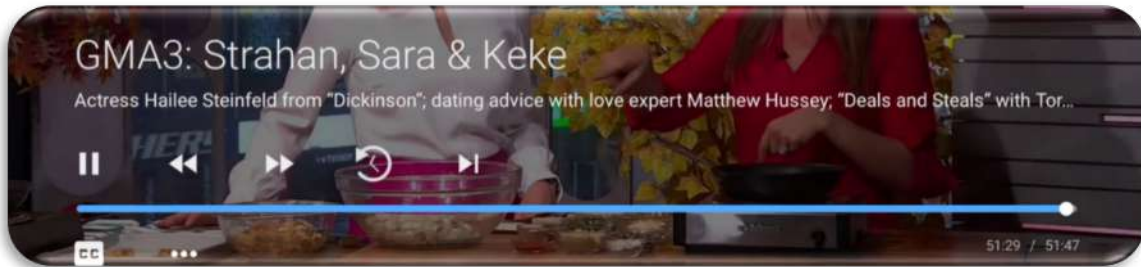 GMA3: Strahan, Sara & Keke
Actress Hailee Steinfeld from “Dickinson”; dating advice with love expert Matthew Hussey; “Deals and Steals” with Tor...
HER
CC
51:29 / 51:47